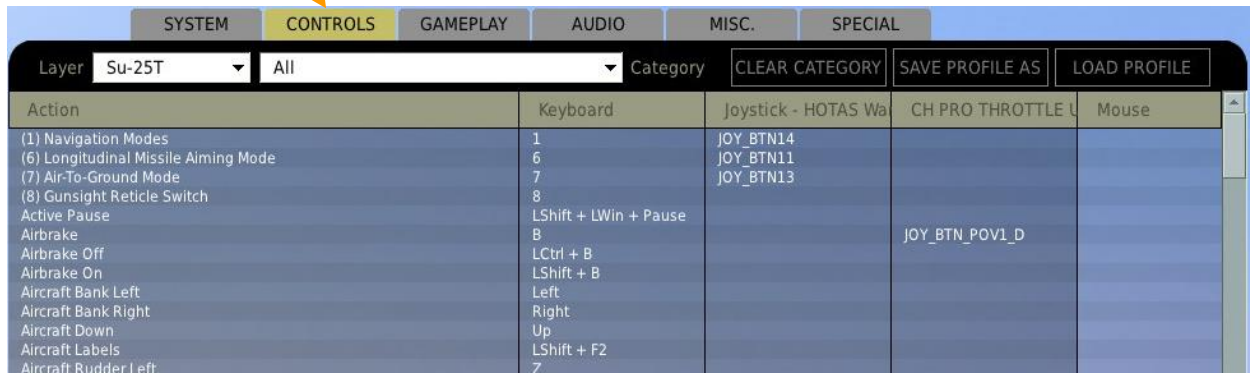 SYSTEM CONTROLS GAMEPLAY AUDIO MISC. SPECIAL
Layer Su-25T All Category CLEAR CATEGORY SAVE PROFILE AS LOAD PROFILE
Action Keyboard Joystick - HOTAS Wa CH PRO THROTTLE U Mouse
(1) Navigation Modes 1 JOY_BTN14
(6) Longitudinal Missile Aiming Mode 6 JOY_BTN11
(7) Air-To-Ground Mode 7 JOY_BTN13
(8) Gunsight Reticle Switch 8
Active Pause LShift + LWin + Pause
Airbrake B JOY_BTN_POV1_D
Airbrake Off LCtrl + B
Airbrake On LShift + B
Aircraft Bank Left Left
Aircraft Bank Right Right
Aircraft Down Up
Aircraft Labels LShift + F2
Aircraft Rudder Left Z